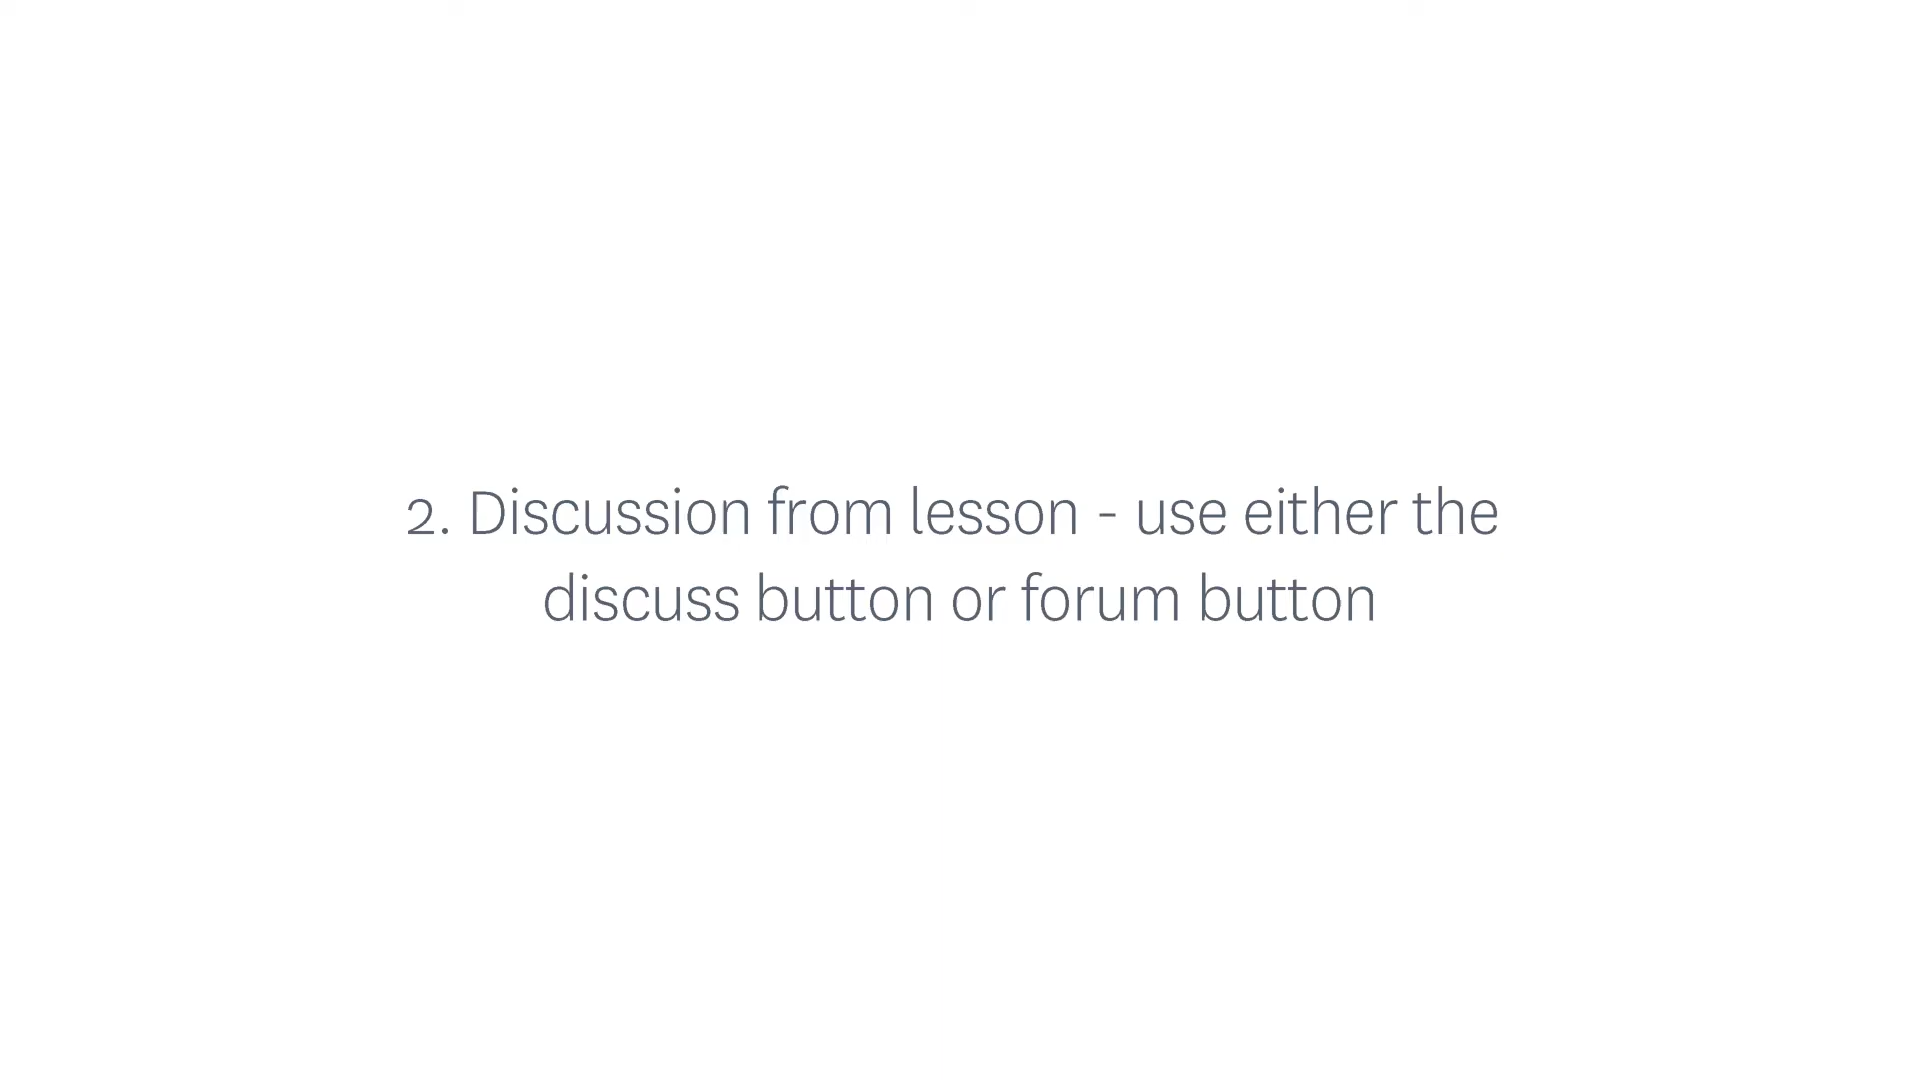 2. Discussion from lesson - use either the
discuss button or forum button